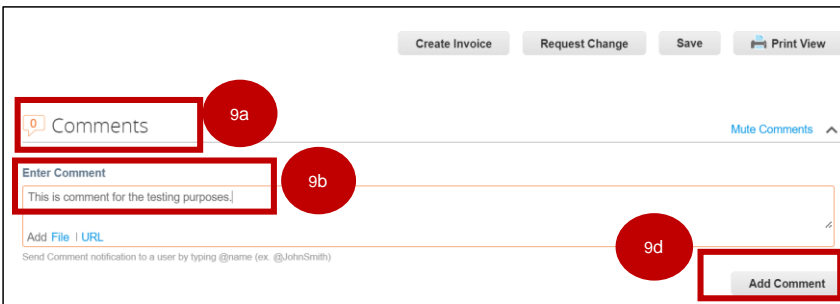 Create Invoice Request Change Save Print View
0 Comments 9a
Mute Comments
Enter Comment
9b
This is comment for the testing purposes.
Add File | URL
9d
Send Comment notification to a user by typing @name (ex. @JohnSmith)
Add Comment